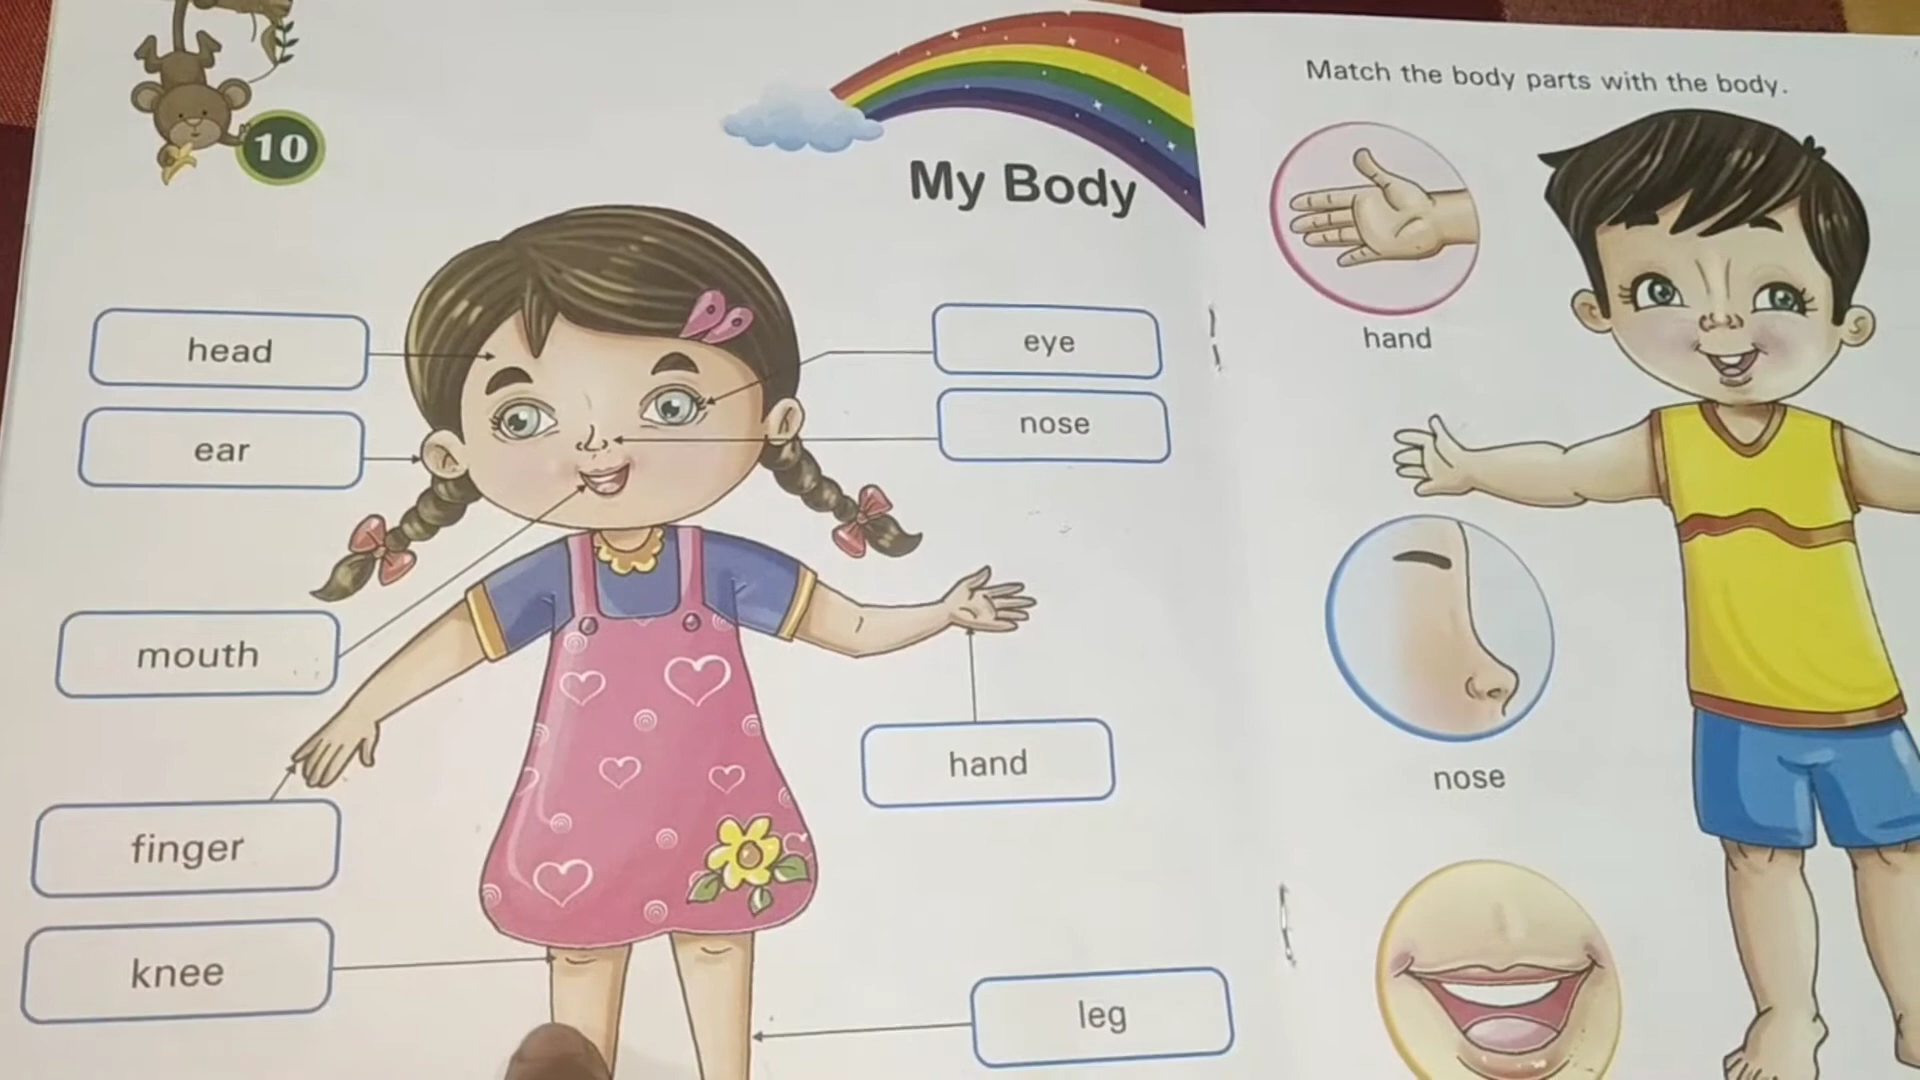 10
My Body
head
ear
mouth
finger
knee
eye
nose
hand
leg
Match the body parts with the body.
hand
nose